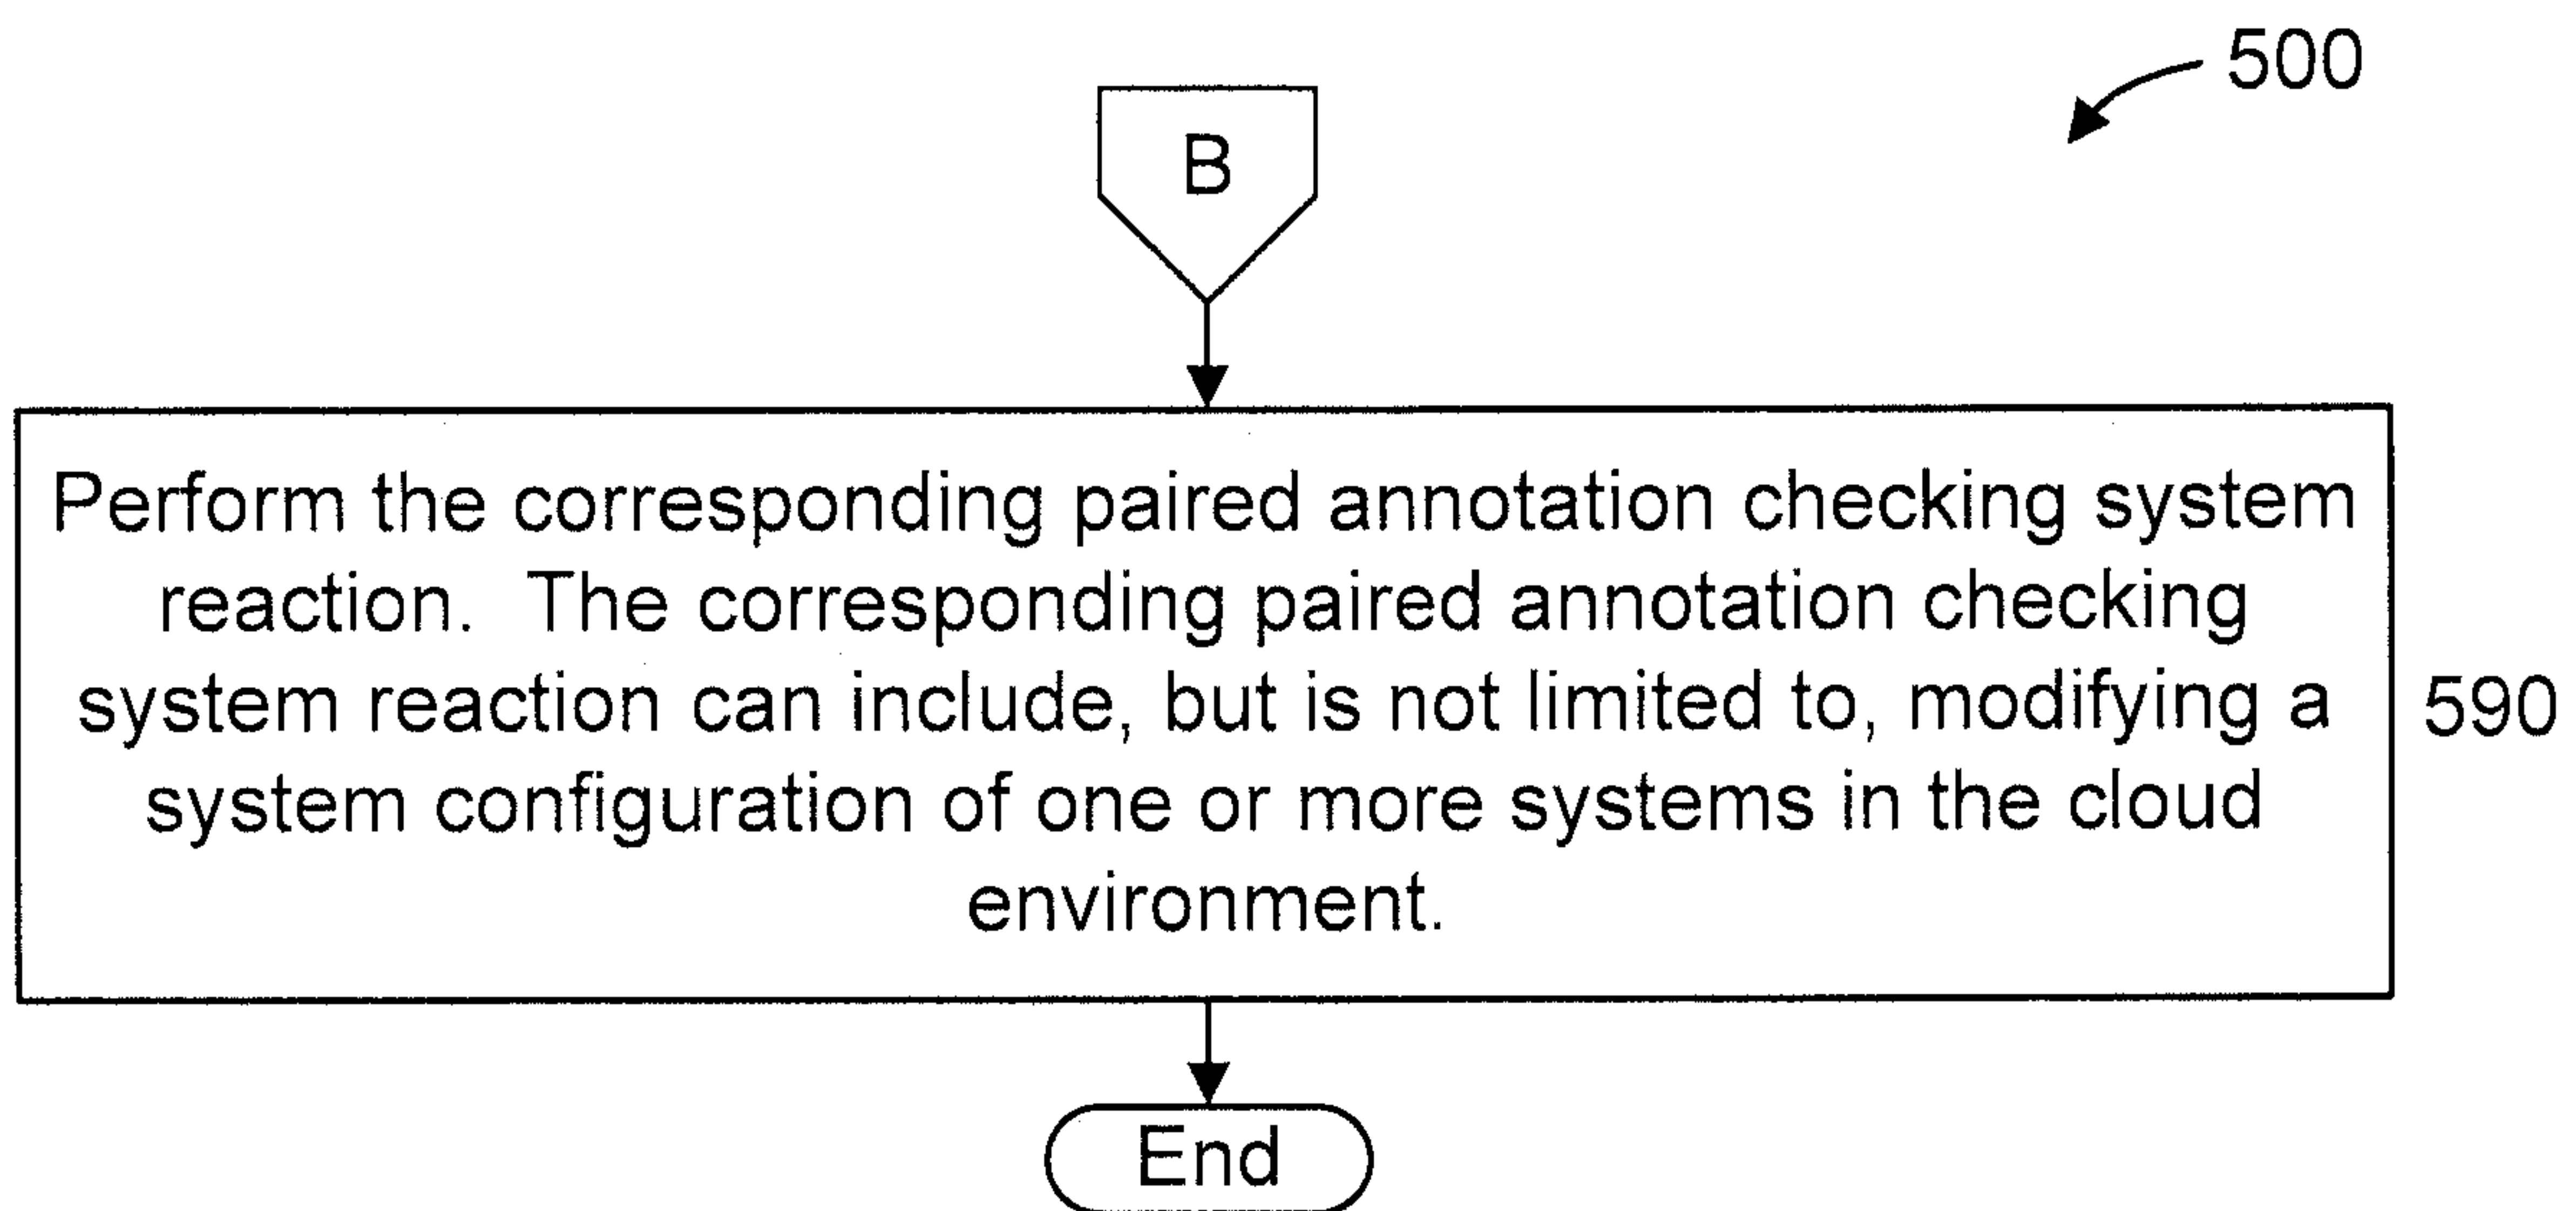 500
B
Perform the corresponding paired annotation checking system
reaction.  The corresponding paired annotation checking
system reaction can include, but is not limited to, modifying a
system configuration of one or more systems in the cloud
environment.
590
End